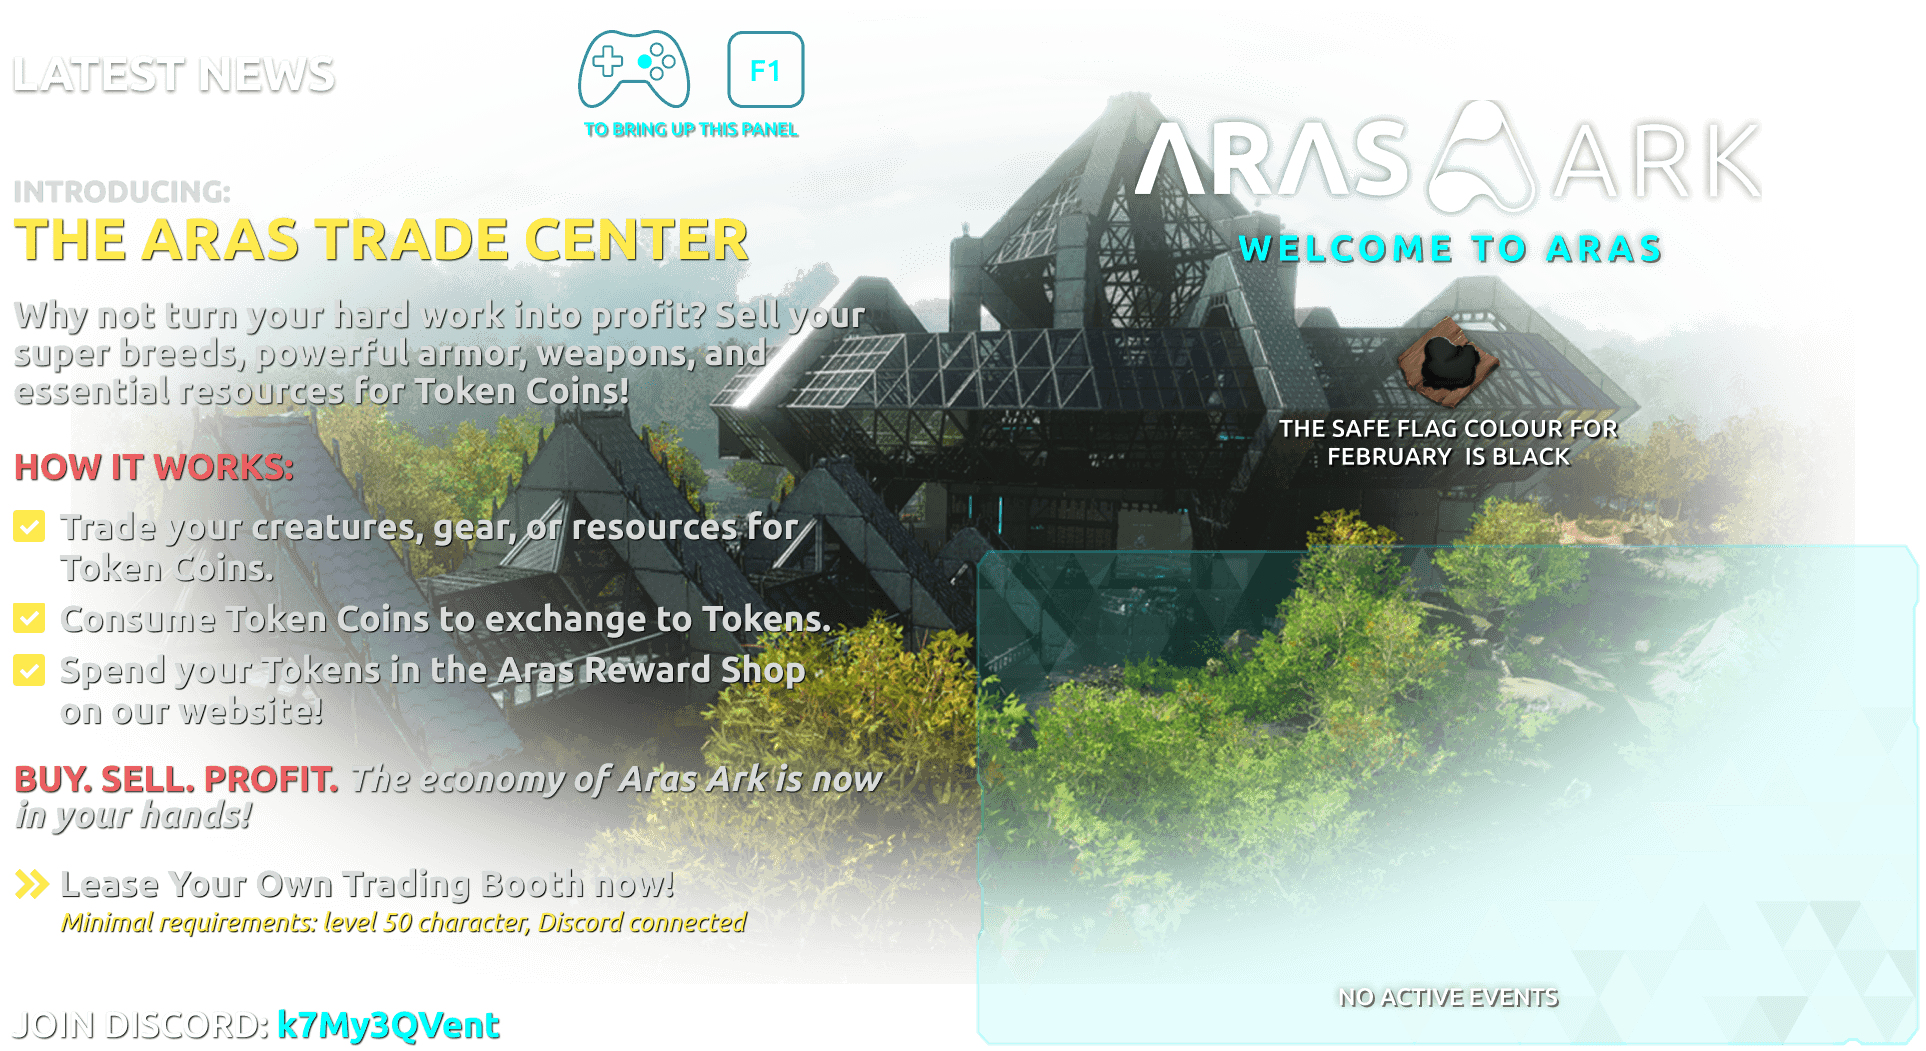 LATEST NEWS
F1
TO BRING UP THIS PANEL
INTRODUCING:
THE ARAS TRADE CENTER
Why not turn your hard work into profit? Sell your
super breeds, powerful armor, weapons, and
essential resources for Token Coins!
HOW IT WORKS:
Trade your creatures, gear, or resources for
Token Coins.
Consume Token Coins to exchange to Tokens.
Spend your Tokens in the Aras Reward Shop
on our website!
BUY. SELL. PROFIT. The economy of Aras Ark is now
in your hands!
Lease Your Own Trading Booth now!
Minimal requirements: level 50 character, Discord connected
JOIN DISCORD: k7My3QVent
ARAS ARK
WELCOME TO ARAS
THE SAFE FLAG COLOUR FOR
FEBRUARY IS BLACK
NO ACTIVE EVENTS